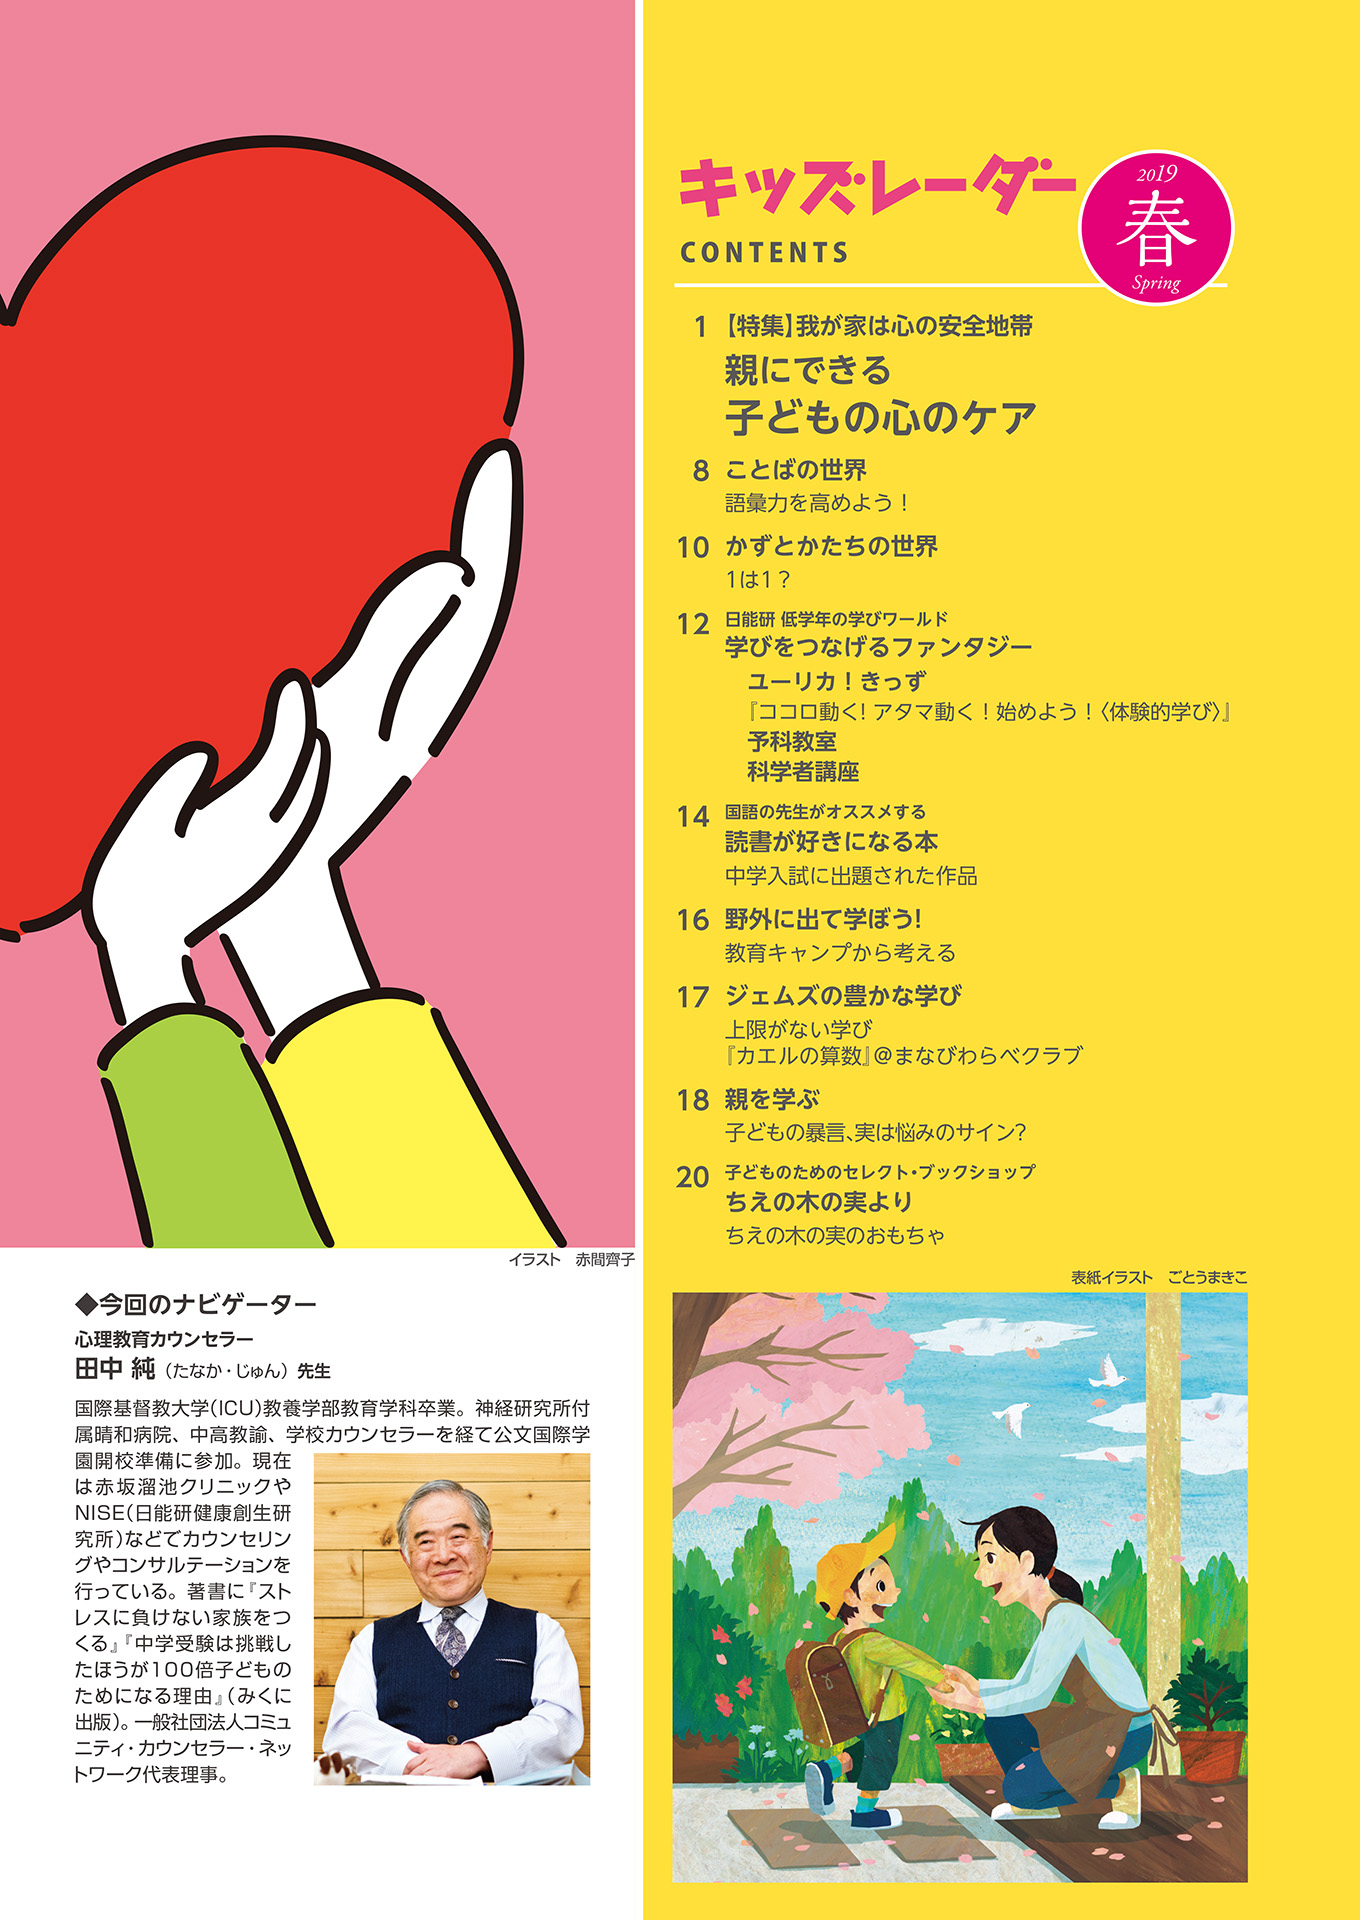 キッズレーダー
2019
春
Spring
CONTENTS
1 【特集】我が家は心の安全地帯
親にできる
子どもの心のケア
8 ことばの世界
語彙力を高めよう！
10 かずとかたちの世界
1は1？
12 日能研 低学年の学びワールド
学びをつなげるファンタジー
ユーリカ！きっず
『ココロ動く！アタマ動く！始めよう！〈体験的学び〉』
予科教室
科学者講座
14 国語の先生がオススメする
読書が好きになる本
中学入試に出題された作品
16 野外に出て学ぼう!
教育キャンプから考える
17 ジェムズの豊かな学び
上限がない学び
『カエルの算数』＠まなびわらべクラブ
18 親を学ぶ
子どもの暴言、実は悩みのサイン?
20 子どものためのセレクト・ブックショップ
ちえの木の実より
ちえの木の実のおもちゃ
表紙イラスト　ごとうまきこ
イラスト　赤間齊子
◆今回のナビゲーター
心理教育カウンセラー
田中 純（たなか・じゅん）先生
国際基督教大学(ICU)教養学部教育学科卒業。神経研究所付
属晴和病院、中高教諭、学校カウンセラーを経て公文国際学
園開校準備に参加。現在
は赤坂溜池クリニックや
NISE(日能研健康創生研
究所)などでカウンセリン
グやコンサルテーションを
行っている。著書に『スト
レスに負けない家族をつ
くる』『中学受験は挑戦し
たほうが100倍子どもの
ためになる理由』(みくに
出版)。一般社団法人コミュ
ニティ・カウンセラー・ネッ
トワーク代表理事。